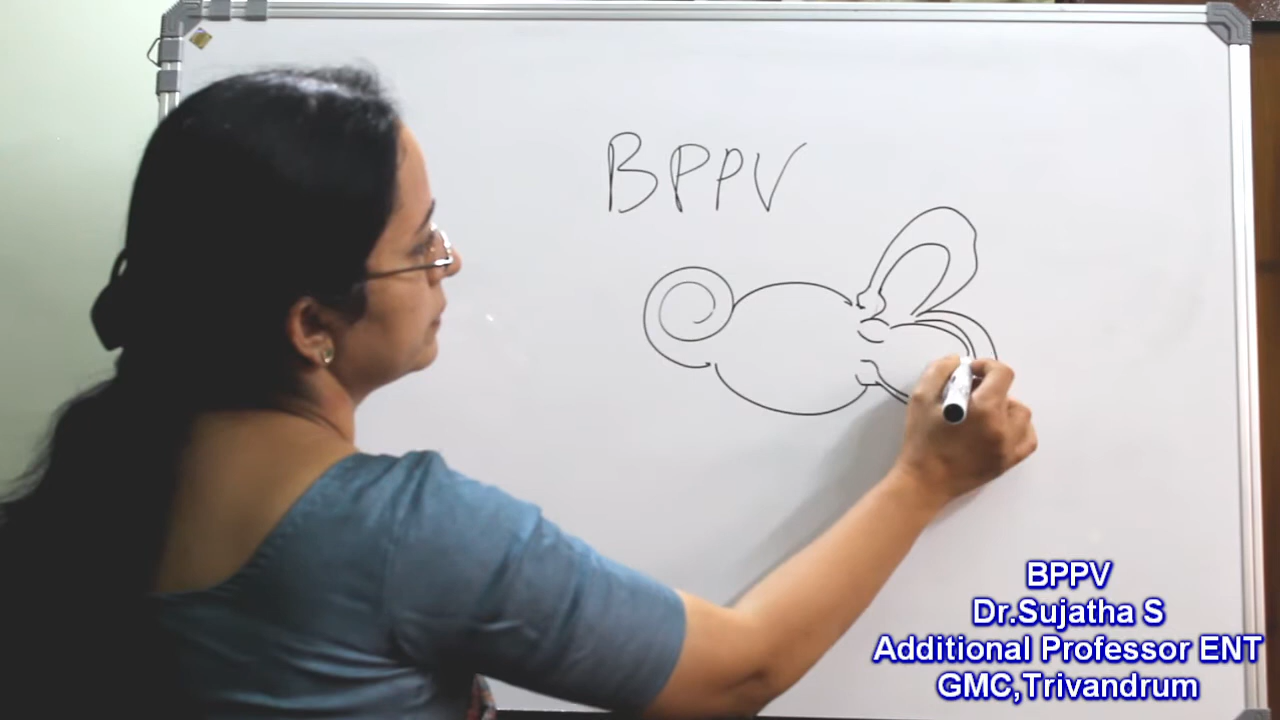 BPPV
BPPV
Dr.Sujatha S
Additional Professor ENT
GMC,Trivandrum